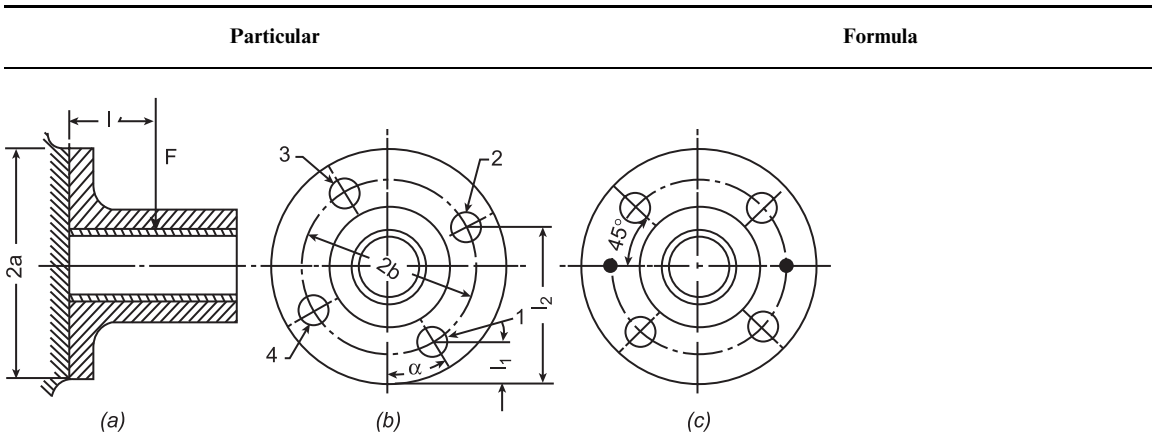 Particular Formula
l
F
2a
3
2
2b
1
4
α
l₁
l₂
45°
(a) (b) (c)